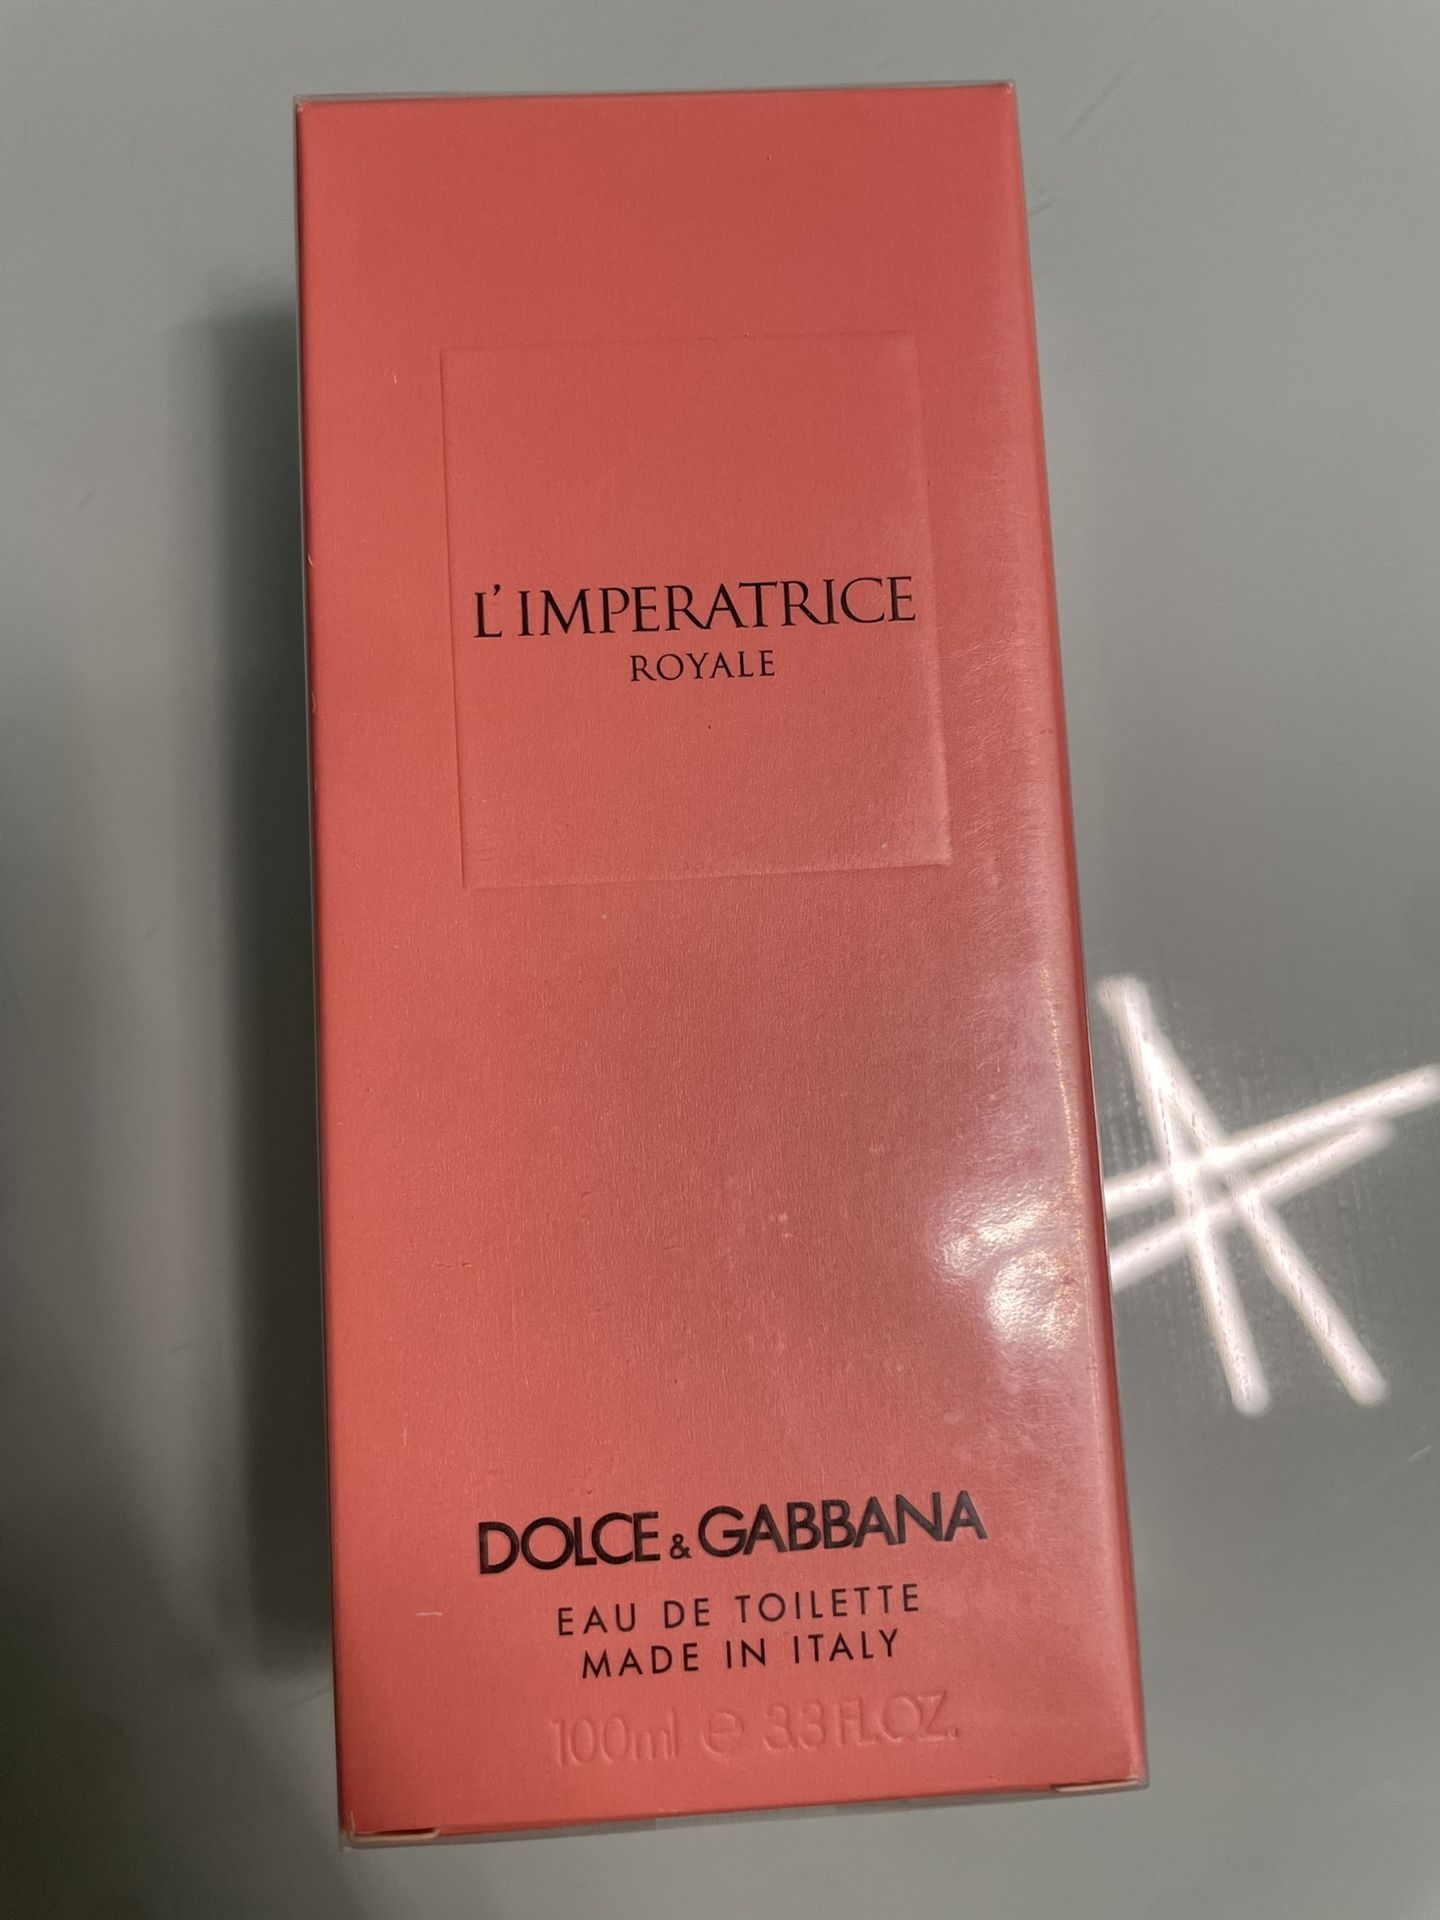 L'IMPERATRICE
ROYALE
DOLCE & GABBANA
EAU DE TOILETTE
MADE IN ITALY
100ml ℮ 3.3 FL.OZ.